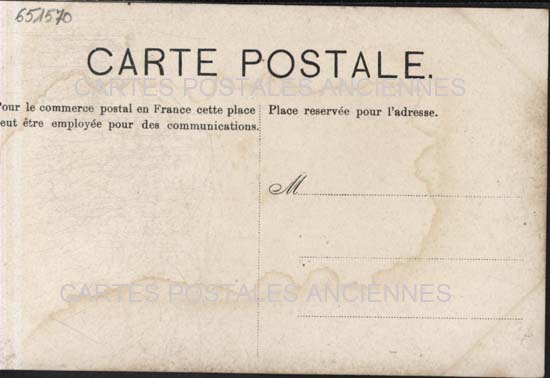 651570
CARTE POSTALE.
CARTES POSTALES ANCIENNES
our le commerce postal en France cette place
eut être employée pour des communications.
Place reservée pour l'adresse.
M
CARTES POSTALES ANCIENNES